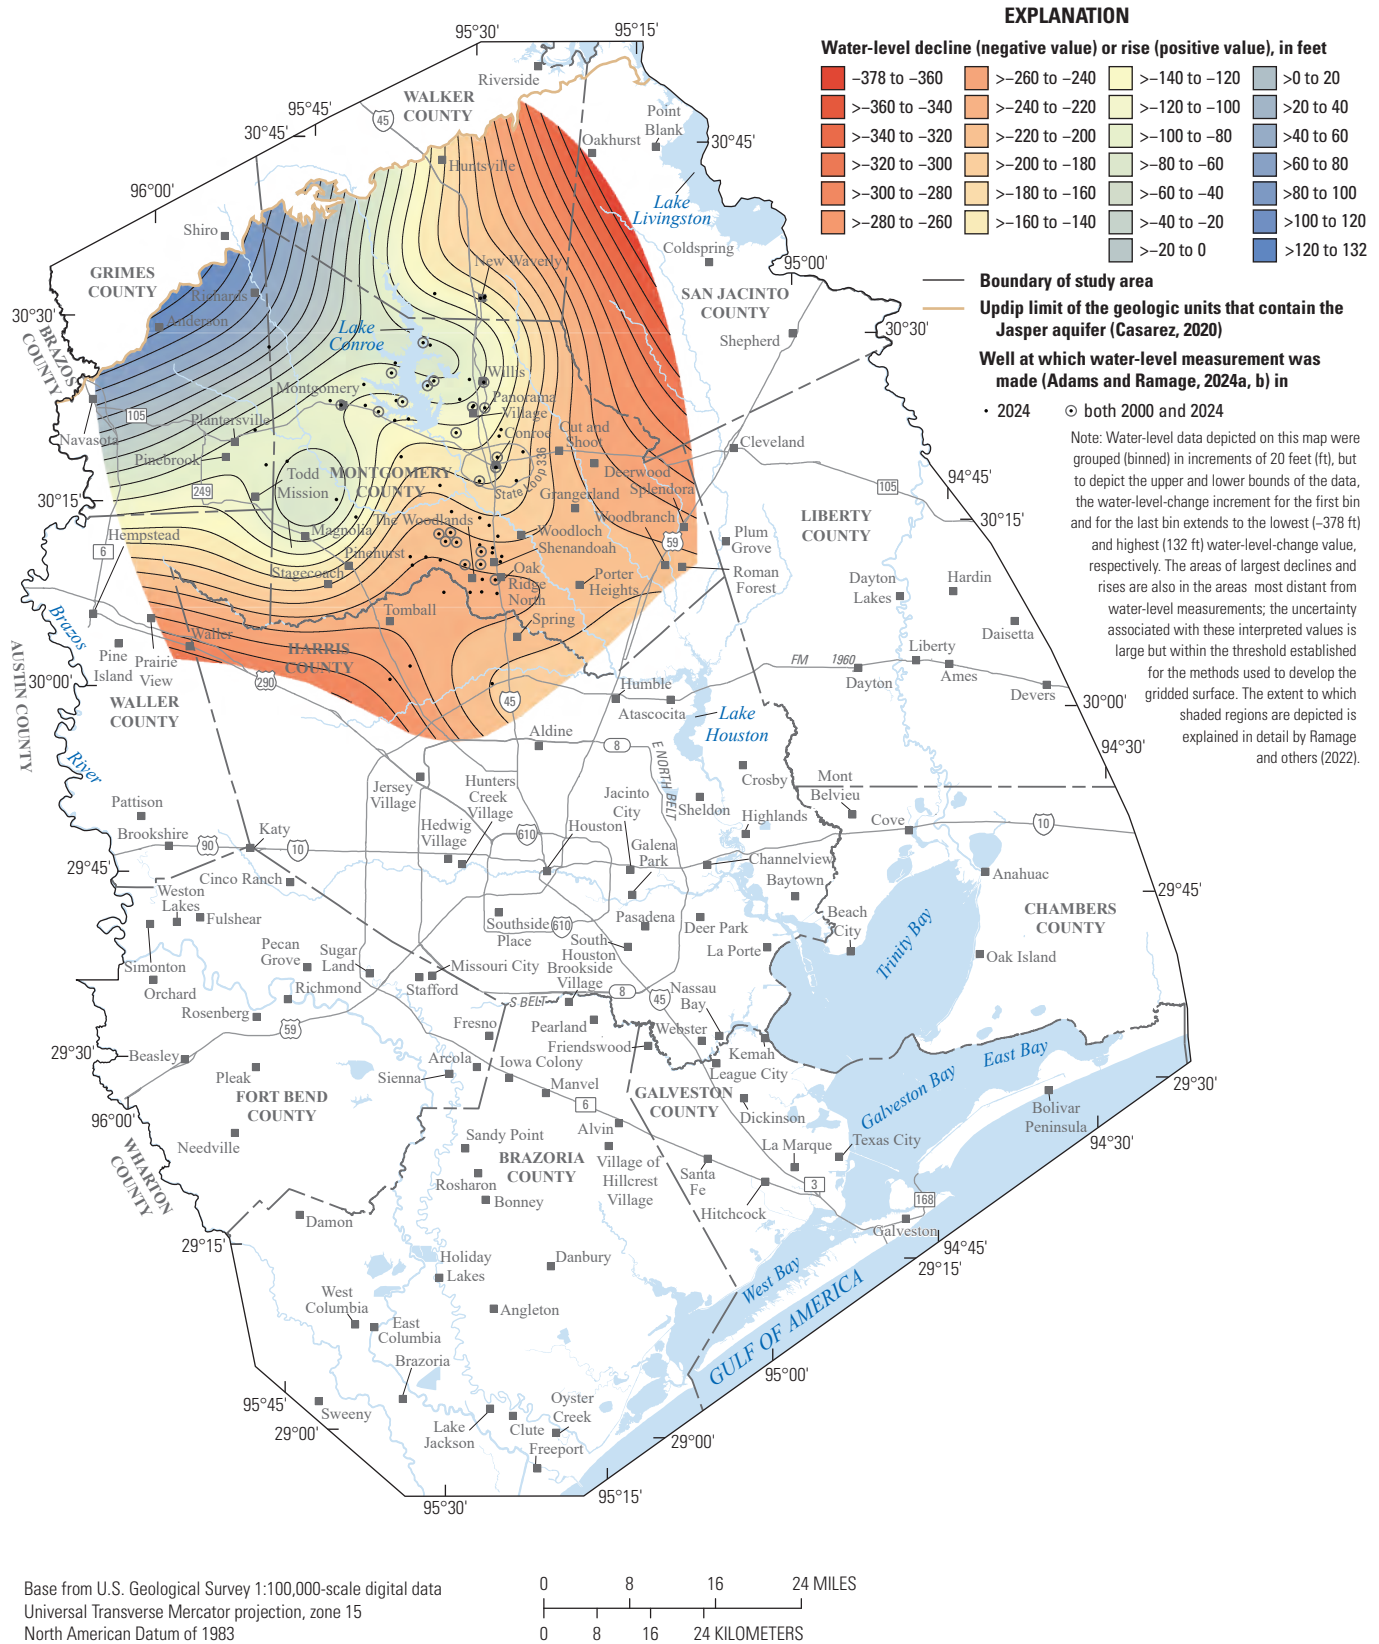 EXPLANATION
Water-level decline (negative value) or rise (positive value), in feet
−378 to −360
>−360 to −340
>−340 to −320
>−320 to −300
>−300 to −280
>−280 to −260
>−260 to −240
>−240 to −220
>−220 to −200
>−200 to −180
>−180 to −160
>−160 to −140
>−140 to −120
>−120 to −100
>−100 to −80
>−80 to −60
>−60 to −40
>−40 to −20
>−20 to 0
>0 to 20
>20 to 40
>40 to 60
>60 to 80
>80 to 100
>100 to 120
>120 to 132
Boundary of study area
Updip limit of the geologic units that contain the
Jasper aquifer (Casarez, 2020)
Well at which water-level measurement was
made (Adams and Ramage, 2024a, b) in
2024
both 2000 and 2024
Note: Water-level data depicted on this map were
grouped (binned) in increments of 20 feet (ft), but
to depict the upper and lower bounds of the data,
the water-level-change increment for the first bin
and for the last bin extends to the lowest (−378 ft)
and highest (132 ft) water-level-change value,
respectively. The areas of largest declines and
rises are also in the areas most distant from
water-level measurements; the uncertainty
associated with these interpreted values is
large but within the threshold established
for the methods used to develop the
gridded surface. The extent to which
shaded regions are depicted is
explained in detail by Ramage
and others (2022).
95°30'
95°15'
Riverside
95°45'
WALKER
COUNTY
45
30°45'
Point
Blank
Oakhurst
30°45'
Huntsville
96°00'
Lake
Livingston
Shiro
Coldspring
New Waverly
95°00'
GRIMES
COUNTY
Richards
SAN JACINTO
COUNTY
30°30'
Anderson
Lake
Conroe
30°30'
Shepherd
BRAZOS
COUNTY
Willis
Montgomery
Panorama
Village
105
Plantersville
Navasota
Conroe
Cut and
Shoot
Cleveland
Pinebrook
Todd
Mission
MONTGOMERY
COUNTY
State Loop 336
Deerwood
Splendora
94°45'
105
249
30°15'
Grangerland
Woodbranch
30°15'
LIBERTY
COUNTY
Hempstead
Magnolia
The Woodlands
Woodloch
Shenandoah
Plum
Grove
6
Pinehurst
59
Stagecoach
Oak
Ridge
North
Porter
Heights
Roman
Forest
Dayton
Lakes
Hardin
Brazos
Tomball
Spring
Daisetta
Waller
HARRIS
COUNTY
Pine
Island
Prairie
View
FM 1960
Liberty
Ames
AUSTIN COUNTY
30°00'
290
Humble
Dayton
Devers
WALLER
COUNTY
45
Atascocita
30°00'
Lake
Houston
Aldine
8
94°30'
River
E NORTH BELT
Crosby
Mont
Belvieu
Jersey
Village
Hunters
Creek
Village
Jacinto
City
Sheldon
Pattison
Highlands
Brookshire
Katy
Hedwig
Village
610
Houston
Cove
10
90
10
Galena
Park
Channelview
29°45'
Cinco Ranch
Baytown
Anahuac
29°45'
Weston
Lakes
Fulshear
Southside
Place
610
Pasadena
Deer Park
Beach
City
CHAMBERS
COUNTY
Trinity Bay
Pecan
Grove
Sugar
Land
South
Houston
La Porte
Oak Island
Simonton
Missouri City
Brookside
Village
Orchard
Richmond
Stafford
Nassau
Bay
S BELT
8
45
Rosenberg
Fresno
Pearland
Webster
59
Friendswood
Kemah
East Bay
29°30'
Beasley
Arcola
Iowa Colony
League City
Pleak
Sienna
Manvel
Galveston Bay
29°30'
FORT BEND
COUNTY
6
GALVESTON
COUNTY
Dickinson
Bolivar
Peninsula
96°00'
94°30'
Needville
Sandy Point
Alvin
La Marque
Texas City
WHARTON
COUNTY
BRAZORIA
COUNTY
Village of
Hillcrest
Village
Santa
Fe
Rosharon
3
168
Bonney
Hitchcock
Damon
Galveston
29°15'
94°45'
Holiday
Lakes
Danbury
29°15'
West Bay
West
Columbia
GULF OF AMERICA
Angleton
East
Columbia
Brazoria
95°00'
95°45'
Oyster
Creek
Sweeny
Lake
Jackson
Clute
29°00'
29°00'
Freeport
95°30'
95°15'
Base from U.S. Geological Survey 1:100,000-scale digital data
Universal Transverse Mercator projection, zone 15
North American Datum of 1983
0 8 16 24 MILES
0 8 16 24 KILOMETERS